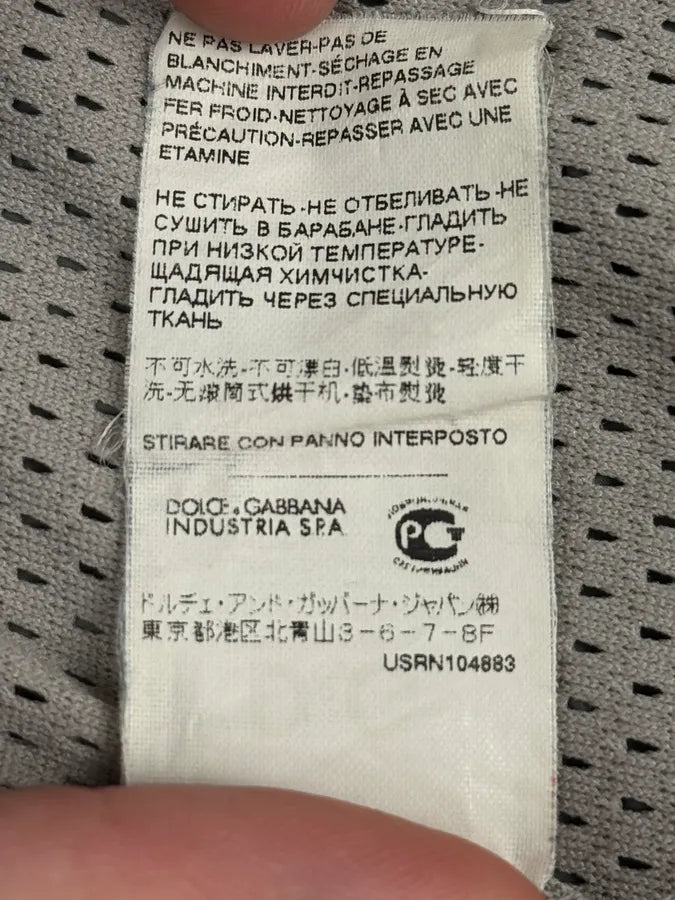 NE PAS LAVER-PAS DE
BLANCHIMENT-SÉCHAGE EN
MACHINE INTERDIT-REPASSAGE
FER FROID-NETTOYAGE À SEC AVEC
PRÉCAUTION-REPASSER AVEC UNE
ETAMINE
НЕ СТИРАТЬ-НЕ ОТБЕЛИВАТЬ-НЕ
СУШИТЬ В БАРАБАНЕ-ГЛАДИТЬ
ПРИ НИЗКОЙ ТЕМПЕРАТУРЕ-
ЩАДЯЩАЯ ХИМЧИСТКА-
ГЛАДИТЬ ЧЕРЕЗ СПЕЦИАЛЬНУЮ
ТКАНЬ
不可水洗-不可漂白-低温熨烫-轻度干
洗-无滚筒式烘干机-垫布熨烫
STIRARE CON PANNO INTERPOSTO
DOLCE & GABBANA
INDUSTRIA S.P.A.
РСТ
ドルチェ・アンド・ガッバーナ・ジャパン㈱
東京都港区北青山3-6-7-8F
USRN104883